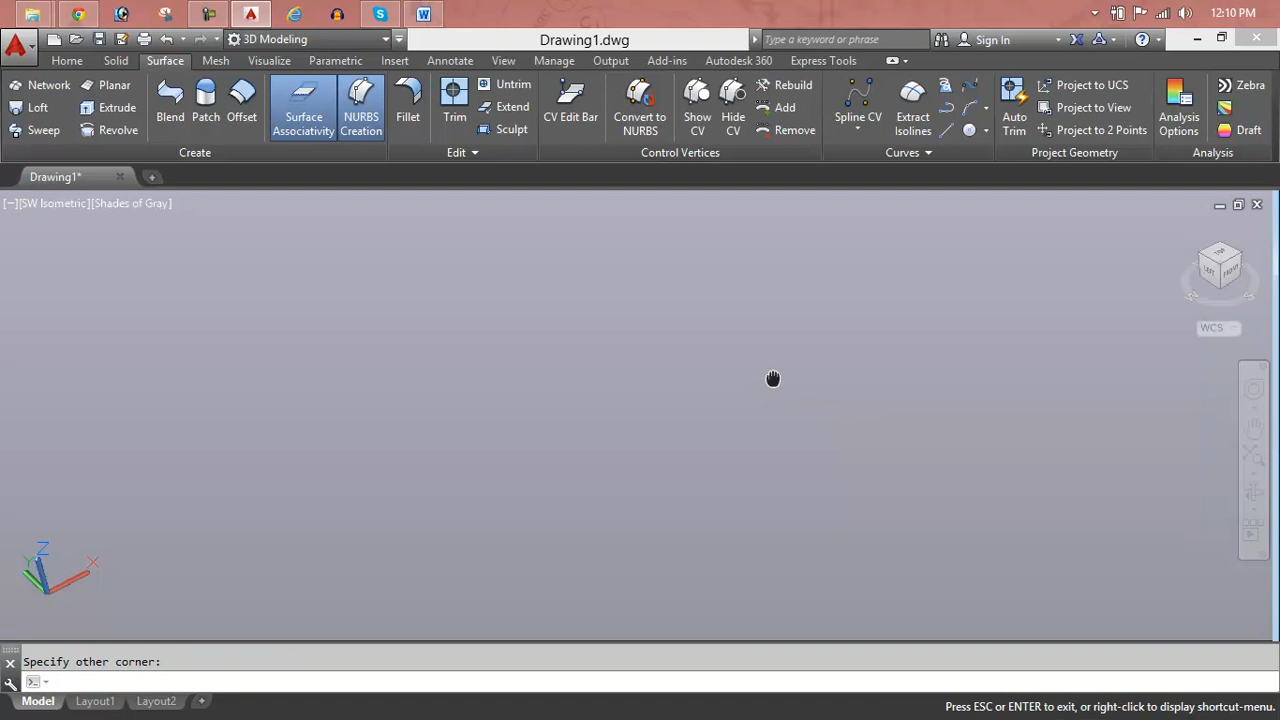 12:10 PM
3D Modeling
Drawing1.dwg
Type a keyword or phrase
Sign In
Home Solid Surface Mesh Visualize Parametric Insert Annotate View Manage Output Add-ins Autodesk 360 Express Tools
Network Planar
Loft Extrude
Sweep Revolve
Blend Patch Offset
Surface Associativity
NURBS Creation
Fillet
Trim
Untrim
Extend
Sculpt
CV Edit Bar
Convert to NURBS
Show CV
Hide CV
Rebuild
Add
Remove
Spline CV
Extract Isolines
Auto Trim
Project to UCS
Project to View
Project to 2 Points
Analysis Options
Zebra
Draft
Create Edit Control Vertices Curves Project Geometry Analysis
Drawing1*
[−][SW Isometric][Shades of Gray]
TOP
LEFT FRONT
WCS
Z
Y X
Specify other corner:
Model Layout1 Layout2
Press ESC or ENTER to exit, or right-click to display shortcut-menu.